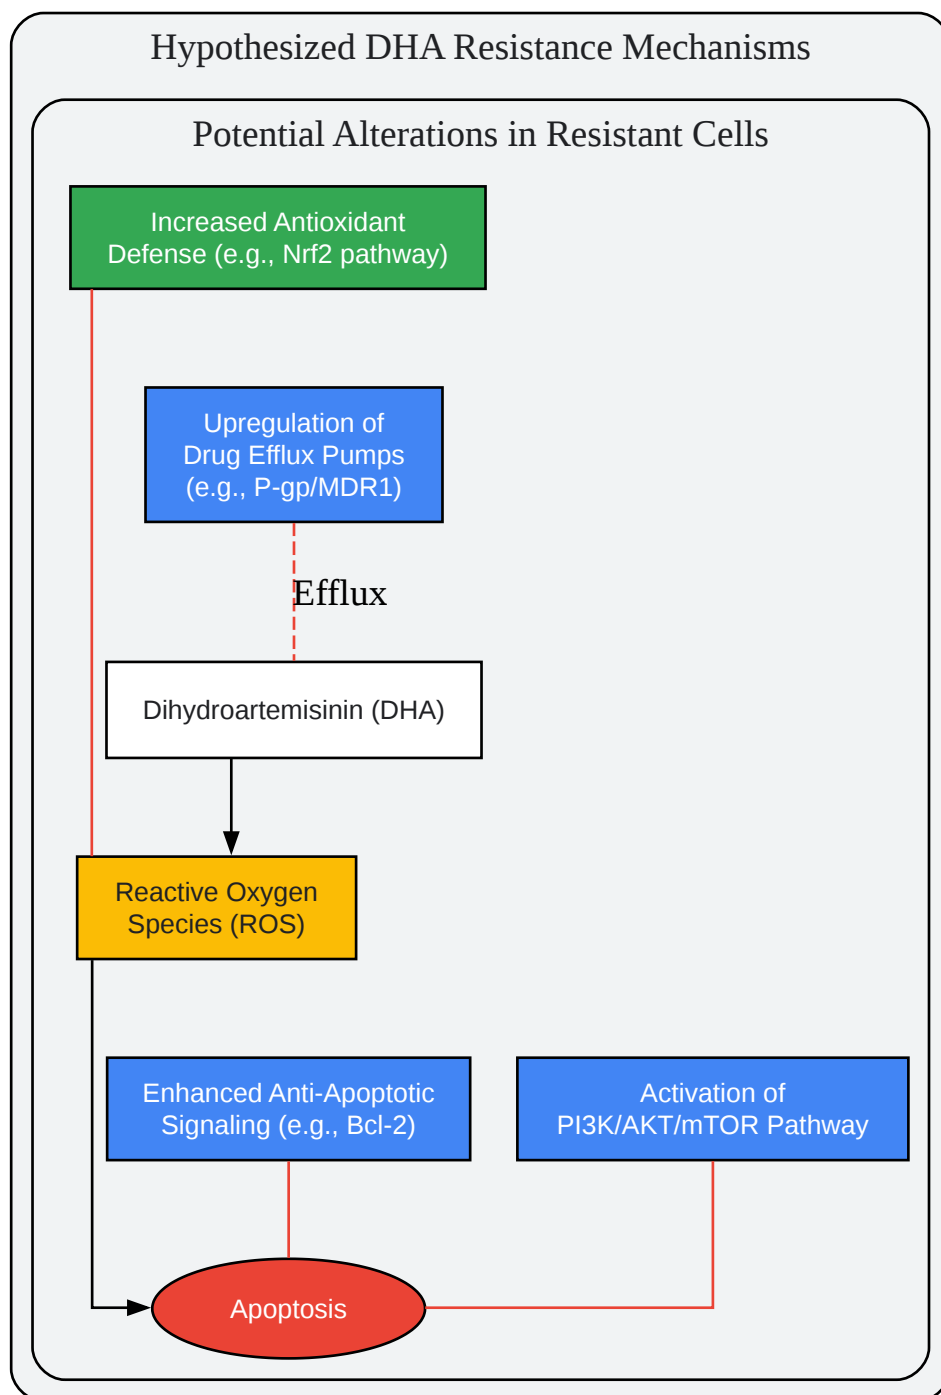 Hypothesized DHA Resistance Mechanisms
Potential Alterations in Resistant Cells
Increased Antioxidant
Defense (e.g., Nrf2 pathway)
Upregulation of
Drug Efflux Pumps
(e.g., P-gp/MDR1)
Efflux
Dihydroartemisinin (DHA)
Reactive Oxygen
Species (ROS)
Enhanced Anti-Apoptotic
Signaling (e.g., Bcl-2)
Activation of
PI3K/AKT/mTOR Pathway
Apoptosis